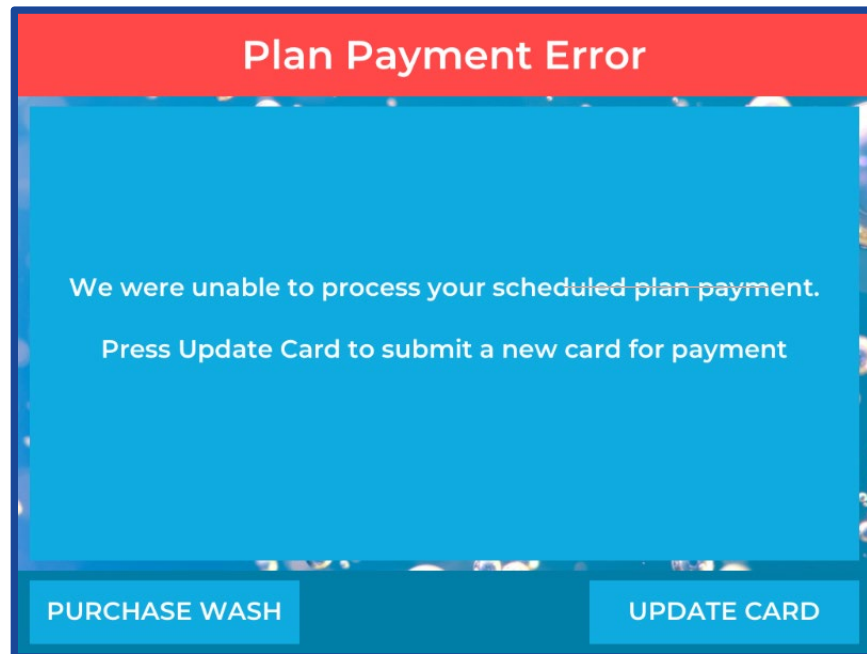 Plan Payment Error
We were unable to process your scheduled plan payment.
Press Update Card to submit a new card for payment
PURCHASE WASH
UPDATE CARD